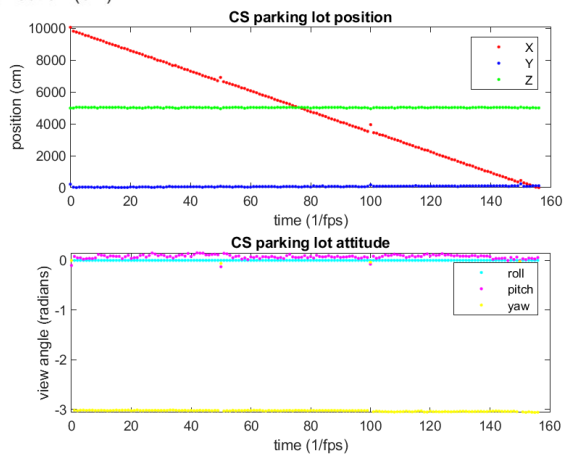 CS parking lot position
10000
8000
6000
4000
2000
0
position (cm)
X
Y
Z
0 20 40 60 80 100 120 140 160
time (1/fps)
CS parking lot attitude
0
-1
-2
-3
view angle (radians)
roll
pitch
yaw
0 20 40 60 80 100 120 140 160
time (1/fps)